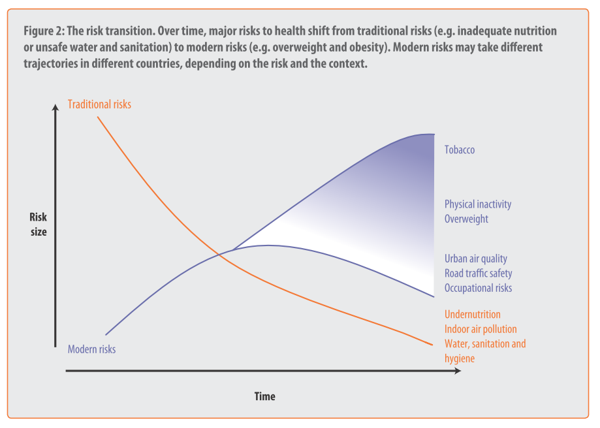 Figure 2: The risk transition. Over time, major risks to health shift from traditional risks (e.g. inadequate nutrition
or unsafe water and sanitation) to modern risks (e.g. overweight and obesity). Modern risks may take different
trajectories in different countries, depending on the risk and the context.
Traditional risks
Tobacco
Physical inactivity
Overweight
Risk
size
Urban air quality
Road traffic safety
Occupational risks
Undernutrition
Indoor air pollution
Water, sanitation and
hygiene
Modern risks
Time